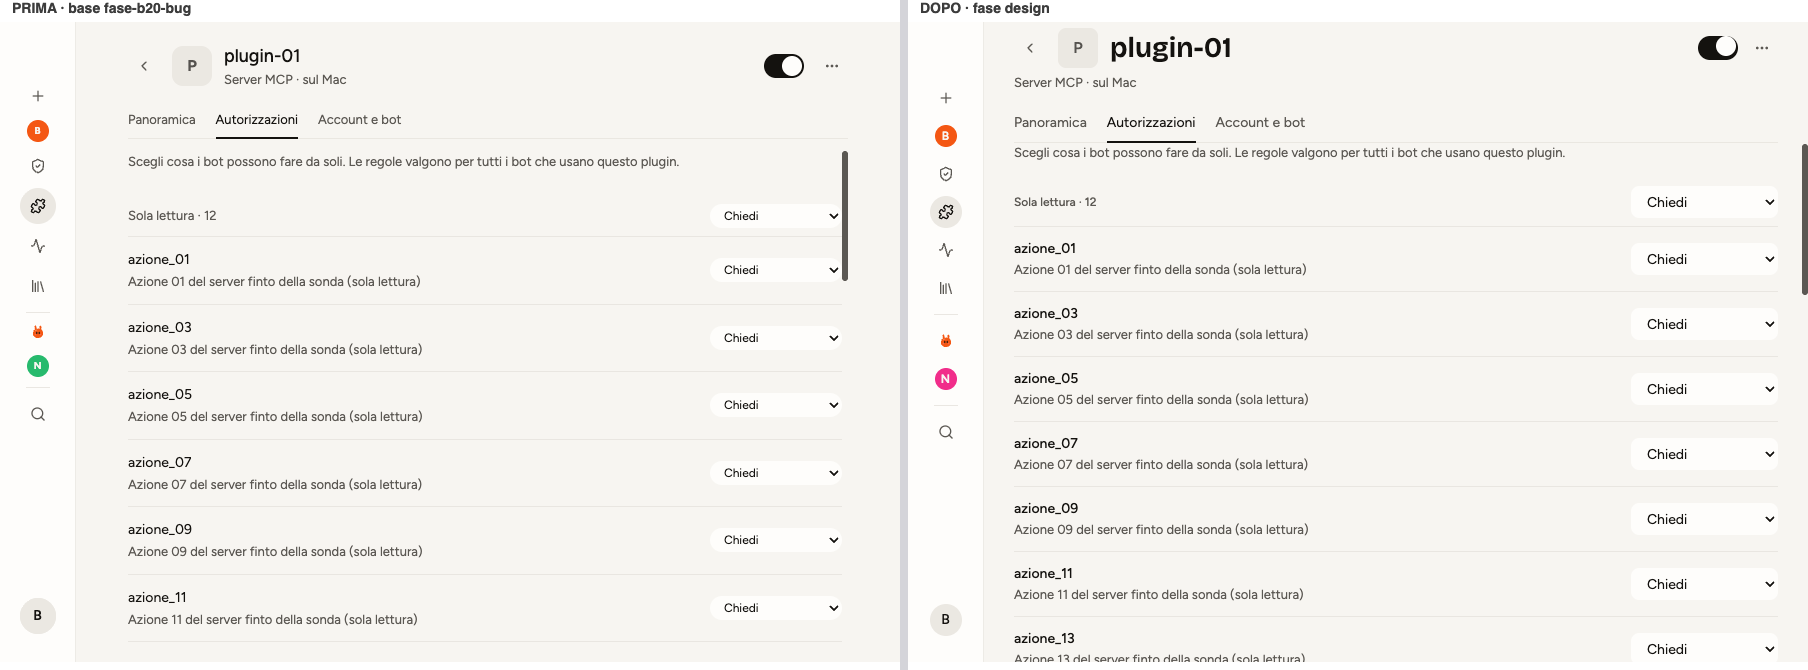 PRIMA · base fase-b20-bug
P
plugin-01
Server MCP · sul Mac
Panoramica Autorizzazioni Account e bot
Scegli cosa i bot possono fare da soli. Le regole valgono per tutti i bot che usano questo plugin.
Sola lettura · 12 Chiedi
azione_01
Azione 01 del server finto della sonda (sola lettura)
Chiedi
azione_03
Azione 03 del server finto della sonda (sola lettura)
Chiedi
azione_05
Azione 05 del server finto della sonda (sola lettura)
Chiedi
azione_07
Azione 07 del server finto della sonda (sola lettura)
Chiedi
azione_09
Azione 09 del server finto della sonda (sola lettura)
Chiedi
azione_11
Azione 11 del server finto della sonda (sola lettura)
Chiedi
B
N
B
DOPO · fase design
P
plugin-01
Server MCP · sul Mac
Panoramica Autorizzazioni Account e bot
Scegli cosa i bot possono fare da soli. Le regole valgono per tutti i bot che usano questo plugin.
Sola lettura · 12 Chiedi
azione_01
Azione 01 del server finto della sonda (sola lettura)
Chiedi
azione_03
Azione 03 del server finto della sonda (sola lettura)
Chiedi
azione_05
Azione 05 del server finto della sonda (sola lettura)
Chiedi
azione_07
Azione 07 del server finto della sonda (sola lettura)
Chiedi
azione_09
Azione 09 del server finto della sonda (sola lettura)
Chiedi
azione_11
Azione 11 del server finto della sonda (sola lettura)
Chiedi
azione_13
Azione 13 del server finto della sonda (sola lettura)
Chiedi
B
N
B